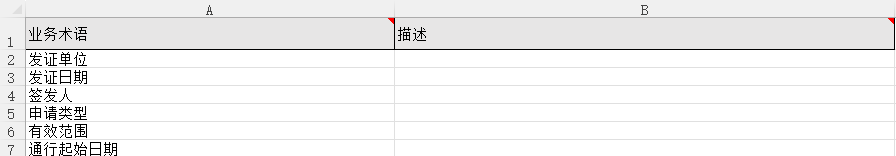 A B
1 业务术语 描述
2 发证单位
3 发证日期
4 签发人
5 申请类型
6 有效范围
7 通行起始日期